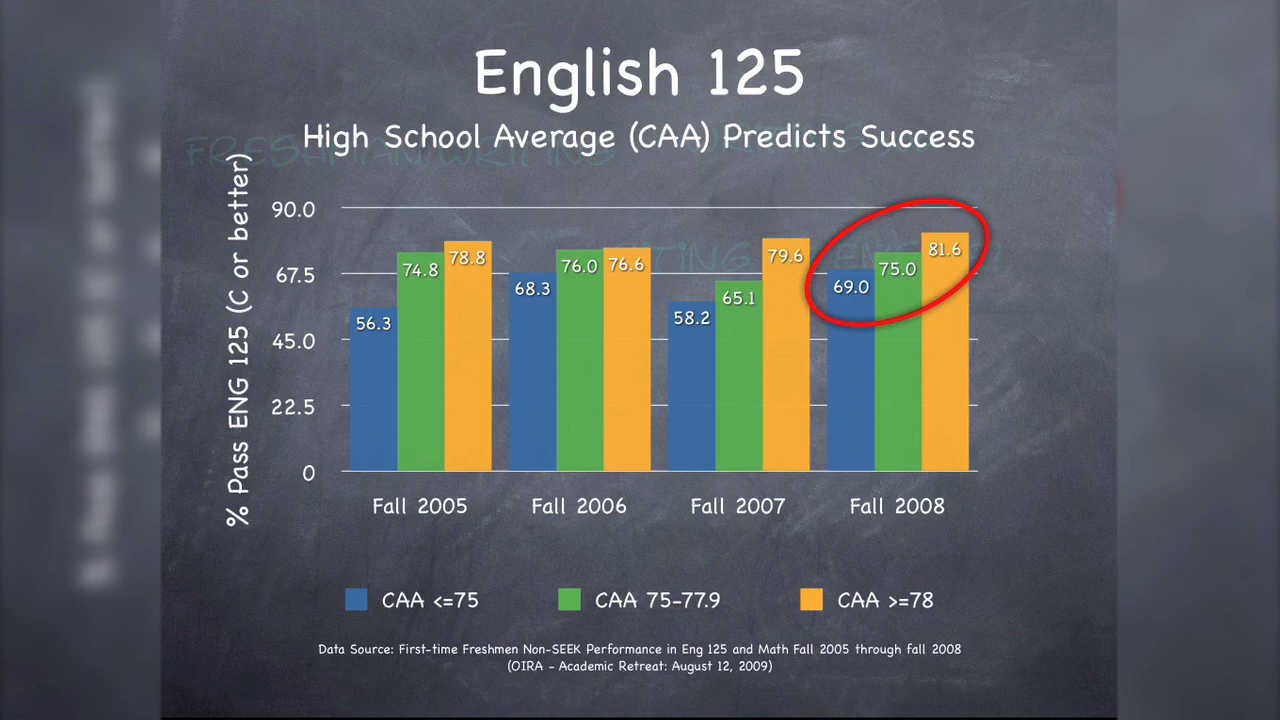 English 125
High School Average (CAA) Predicts Success
FRESHMAN WRITING
% Pass ENG 125 (C or better)
90.0
67.5
45.0
22.5
0
56.3
74.8
78.8
68.3
76.0
76.6
58.2
65.1
79.6
69.0
75.0
81.6
Fall 2005
Fall 2006
Fall 2007
Fall 2008
CAA <=75
CAA 75-77.9
CAA >=78
Data Source: First-time Freshmen Non-SEEK Performance in Eng 125 and Math Fall 2005 through fall 2008
(OIRA - Academic Retreat: August 12, 2009)